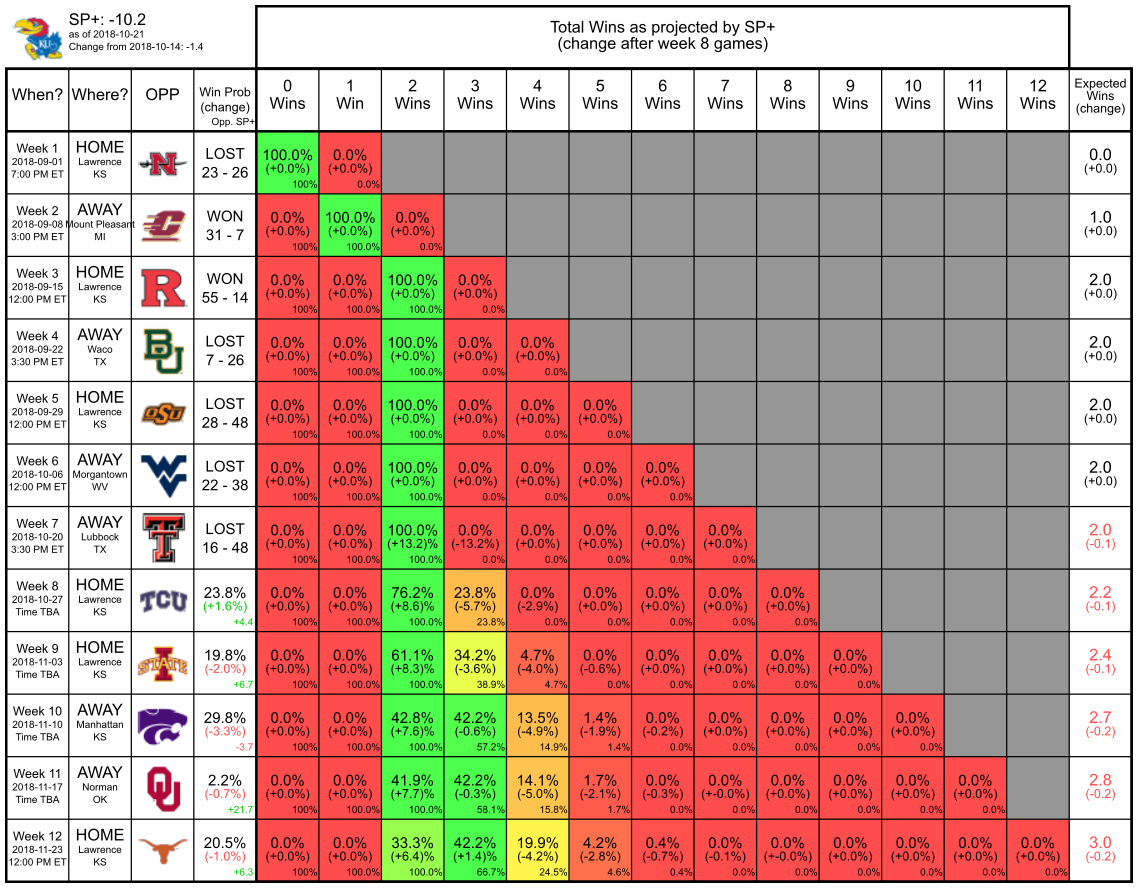 SP+: -10.2
as of 2018-10-21
Change from 2018-10-14: -1.4
Total Wins as projected by SP+
(change after week 8 games)
When? Where? OPP Win Prob (change) Opp. SP+ 0 Wins 1 Win 2 Wins 3 Wins 4 Wins 5 Wins 6 Wins 7 Wins 8 Wins 9 Wins 10 Wins 11 Wins 12 Wins Expected Wins (change)
Week 1 2018-09-01 7:00 PM ET HOME Lawrence KS N LOST 23 - 26 100.0% (+0.0%) 100% 0.0% (+0.0%) 0.0% 0.0 (+0.0)
Week 2 2018-09-08 3:00 PM ET AWAY Mount Pleasant MI C WON 31 - 7 0.0% (+0.0%) 100% 100.0% (+0.0%) 100.0% 0.0% (+0.0%) 0.0% 1.0 (+0.0)
Week 3 2018-09-15 12:00 PM ET HOME Lawrence KS R WON 55 - 14 0.0% (+0.0%) 100% 0.0% (+0.0%) 100.0% 100.0% (+0.0%) 100.0% 0.0% (+0.0%) 0.0% 2.0 (+0.0)
Week 4 2018-09-22 3:30 PM ET AWAY Waco TX BU LOST 7 - 26 0.0% (+0.0%) 100% 0.0% (+0.0%) 100.0% 100.0% (+0.0%) 100.0% 0.0% (+0.0%) 0.0% 0.0% (+0.0%) 0.0% 2.0 (+0.0)
Week 5 2018-09-29 12:00 PM ET HOME Lawrence KS OSU LOST 28 - 48 0.0% (+0.0%) 100% 0.0% (+0.0%) 100.0% 100.0% (+0.0%) 100.0% 0.0% (+0.0%) 0.0% 0.0% (+0.0%) 0.0% 0.0% (+0.0%) 0.0% 2.0 (+0.0)
Week 6 2018-10-06 12:00 PM ET AWAY Morgantown WV WV LOST 22 - 38 0.0% (+0.0%) 100% 0.0% (+0.0%) 100.0% 100.0% (+0.0%) 100.0% 0.0% (+0.0%) 0.0% 0.0% (+0.0%) 0.0% 0.0% (+0.0%) 0.0% 0.0% (+0.0%) 0.0% 2.0 (+0.0)
Week 7 2018-10-20 3:30 PM ET AWAY Lubbock TX T LOST 16 - 48 0.0% (+0.0%) 100% 0.0% (+0.0%) 100.0% 100.0% (+13.2)% 100.0% 0.0% (-13.2%) 0.0% 0.0% (+0.0%) 0.0% 0.0% (+0.0%) 0.0% 0.0% (+0.0%) 0.0% 0.0% (+0.0%) 0.0% 2.0 (-0.1)
Week 8 2018-10-27 Time TBA HOME Lawrence KS TCU 23.8% (+1.6%) +4.4 0.0% (+0.0%) 100% 0.0% (+0.0%) 100.0% 76.2% (+8.6)% 100.0% 23.8% (-5.7%) 23.8% 0.0% (-2.9%) 0.0% 0.0% (+0.0%) 0.0% 0.0% (+0.0%) 0.0% 0.0% (+0.0%) 0.0% 0.0% (+0.0%) 0.0% 2.2 (-0.1)
Week 9 2018-11-03 Time TBA HOME Lawrence KS I STATE 19.8% (-2.0%) +6.7 0.0% (+0.0%) 100% 0.0% (+0.0%) 100.0% 61.1% (+8.3)% 100.0% 34.2% (-3.6%) 38.9% 4.7% (-4.0%) 4.7% 0.0% (-0.6%) 0.0% 0.0% (+0.0%) 0.0% 0.0% (+0.0%) 0.0% 0.0% (+0.0%) 0.0% 0.0% (+0.0%) 0.0% 2.4 (-0.1)
Week 10 2018-11-10 Time TBA AWAY Manhattan KS 29.8% (-3.3%) -3.7 0.0% (+0.0%) 100% 0.0% (+0.0%) 100.0% 42.8% (+7.6)% 100.0% 42.2% (-0.6%) 57.2% 13.5% (-4.9%) 14.9% 1.4% (-1.9%) 1.4% 0.0% (-0.2%) 0.0% 0.0% (+0.0%) 0.0% 0.0% (+0.0%) 0.0% 0.0% (+0.0%) 0.0% 0.0% (+0.0%) 0.0% 2.7 (-0.2)
Week 11 2018-11-17 Time TBA AWAY Norman OK OU 2.2% (-0.7%) +21.7 0.0% (+0.0%) 100% 0.0% (+0.0%) 100.0% 41.9% (+7.7)% 100.0% 42.2% (-0.3%) 58.1% 14.1% (-5.0%) 15.8% 1.7% (-2.1%) 1.7% 0.0% (-0.3%) 0.0% 0.0% (+-0.0%) 0.0% 0.0% (+0.0%) 0.0% 0.0% (+0.0%) 0.0% 0.0% (+0.0%) 0.0% 0.0% (+0.0%) 0.0% 2.8 (-0.2)
Week 12 2018-11-23 12:00 PM ET HOME Lawrence KS 20.5% (-1.0%) +6.3 0.0% (+0.0%) 100% 0.0% (+0.0%) 100.0% 33.3% (+6.4)% 100.0% 42.2% (+1.4)% 66.7% 19.9% (-4.2%) 24.5% 4.2% (-2.8%) 4.6% 0.4% (-0.7%) 0.4% 0.0% (-0.1%) 0.0% 0.0% (+-0.0%) 0.0% 0.0% (+0.0%) 0.0% 0.0% (+0.0%) 0.0% 0.0% (+0.0%) 0.0% 0.0% (+0.0%) 0.0% 3.0 (-0.2)